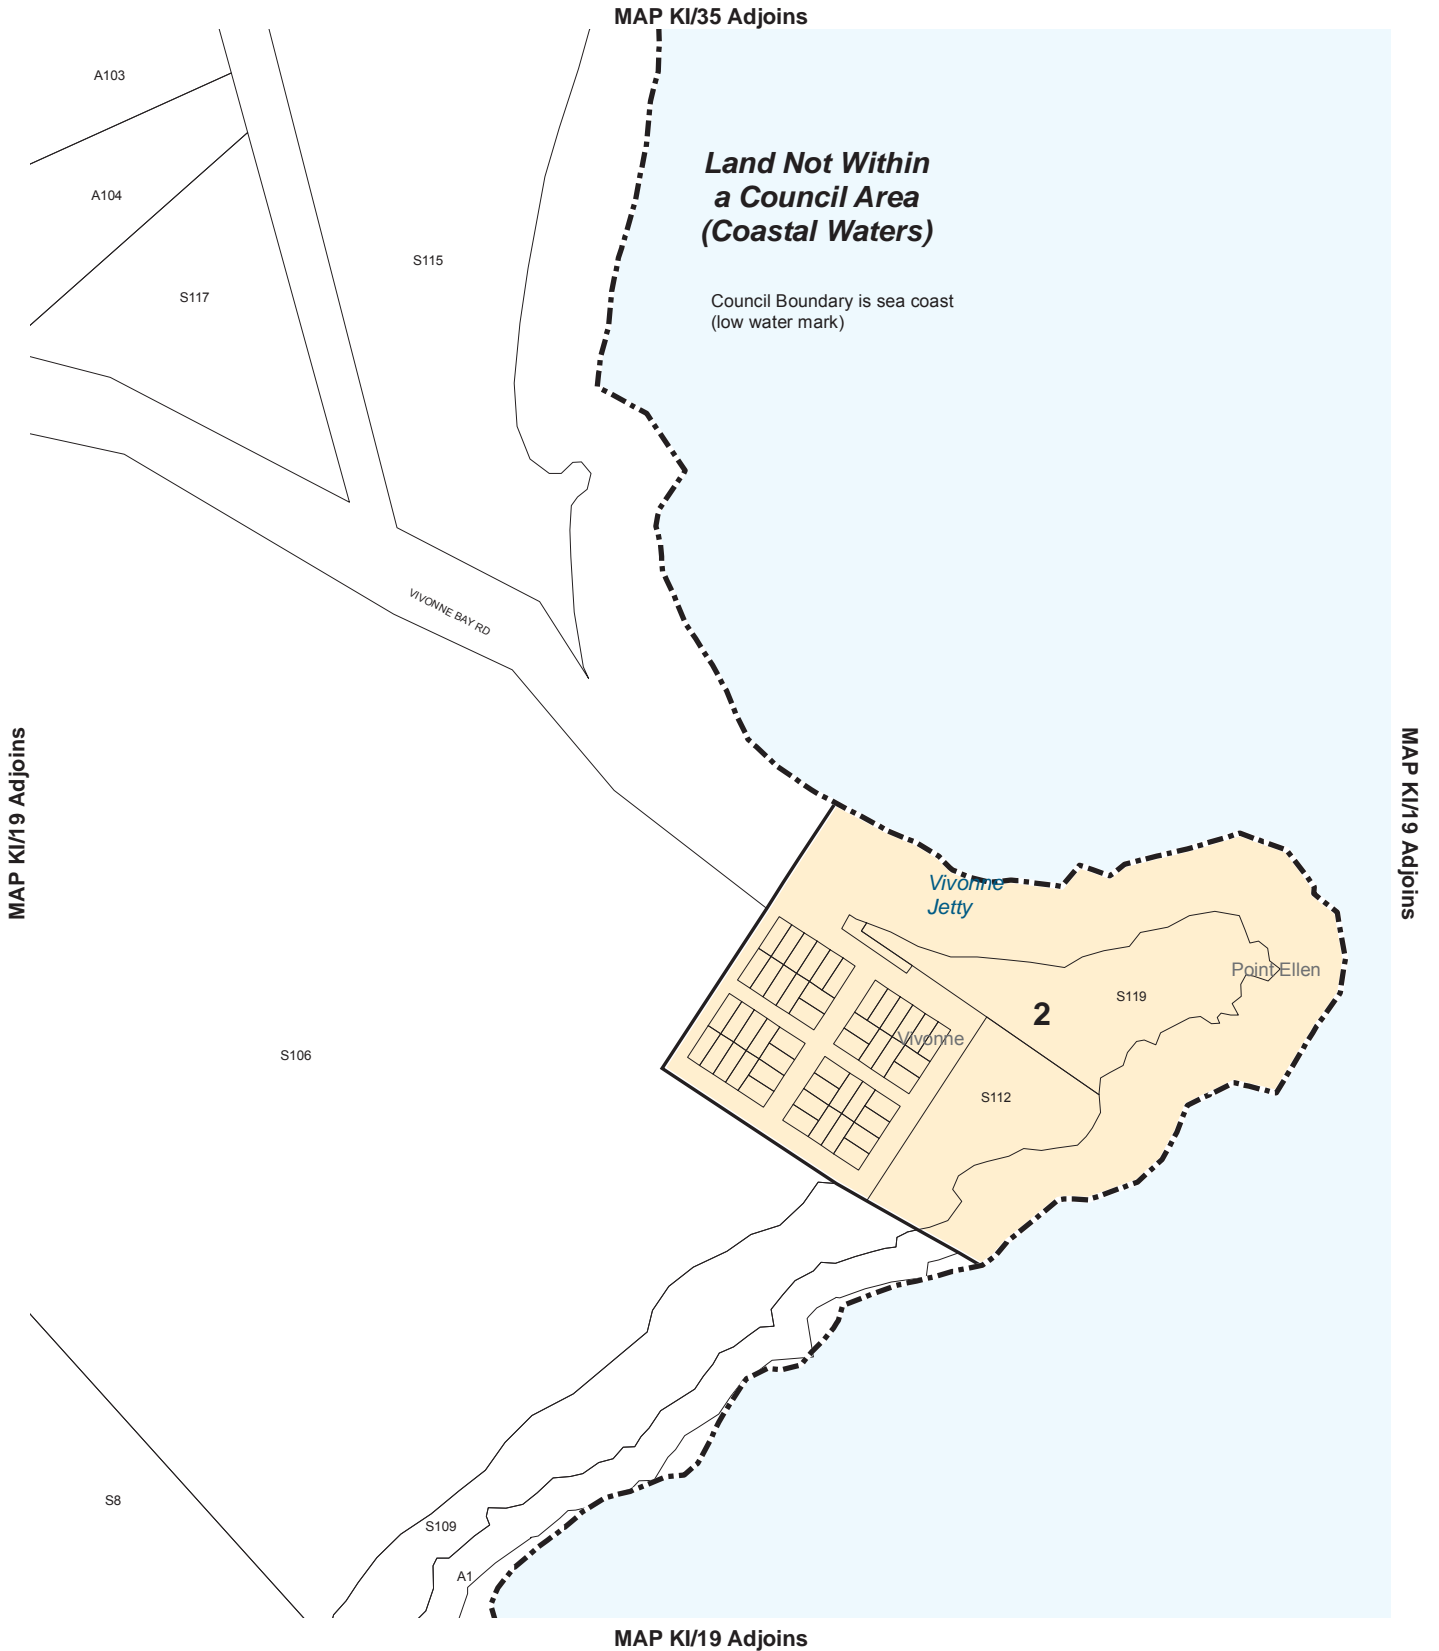 MAP KI/35 Adjoins
A103
Land Not Within
a Council Area
(Coastal Waters)
A104
S115
S117
Council Boundary is sea coast
(low water mark)
VIVONNE BAY RD
MAP KI/19 Adjoins
MAP KI/19 Adjoins
Vivonne
Jetty
Point Ellen
S119
2
Vivonne
S106
S112
S8
S109
A1
MAP KI/19 Adjoins